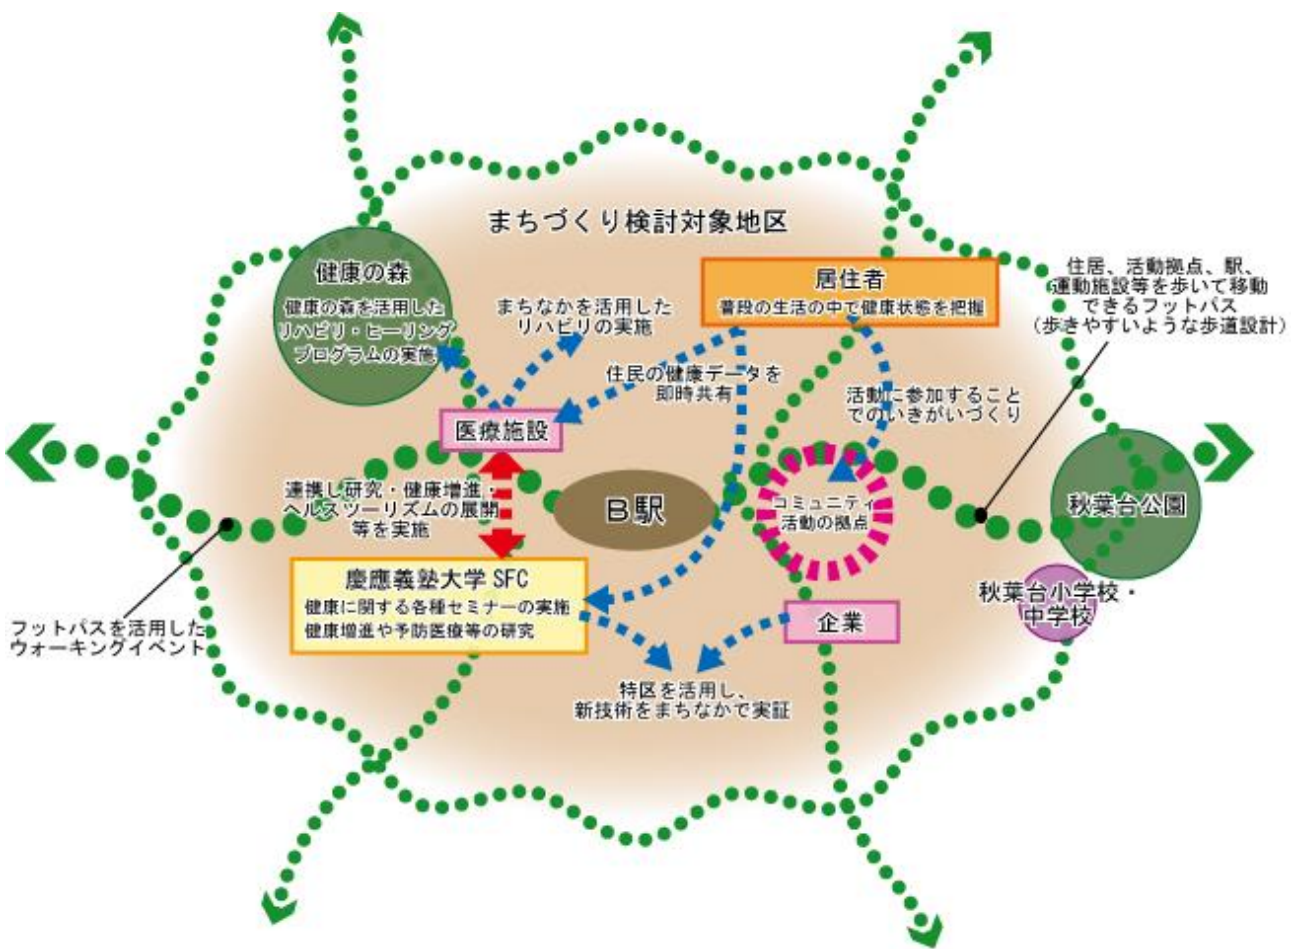 まちづくり検討対象地区
健康の森
健康の森を活用した
リハビリ・ヒーリング
プログラムの実施
まちなかを活用した
リハビリの実施
居住者
普段の生活の中で健康状態を把握
住居、活動拠点、駅、
運動施設等を歩いて移動
できるフットパス
(歩きやすいような歩道設計)
住民の健康データを
即時共有
活動に参加すること
でのいきがいづくり
医療施設
連携し研究・健康増進・
ヘルスツーリズムの展開
等を実施
B駅
コミュニティ
活動の拠点
秋葉台公園
慶應義塾大学 SFC
健康に関する各種セミナーの実施
健康増進や予防医療等の研究
企業
秋葉台小学校・
中学校
フットパスを活用した
ウォーキングイベント
特区を活用し、
新技術をまちなかで実証